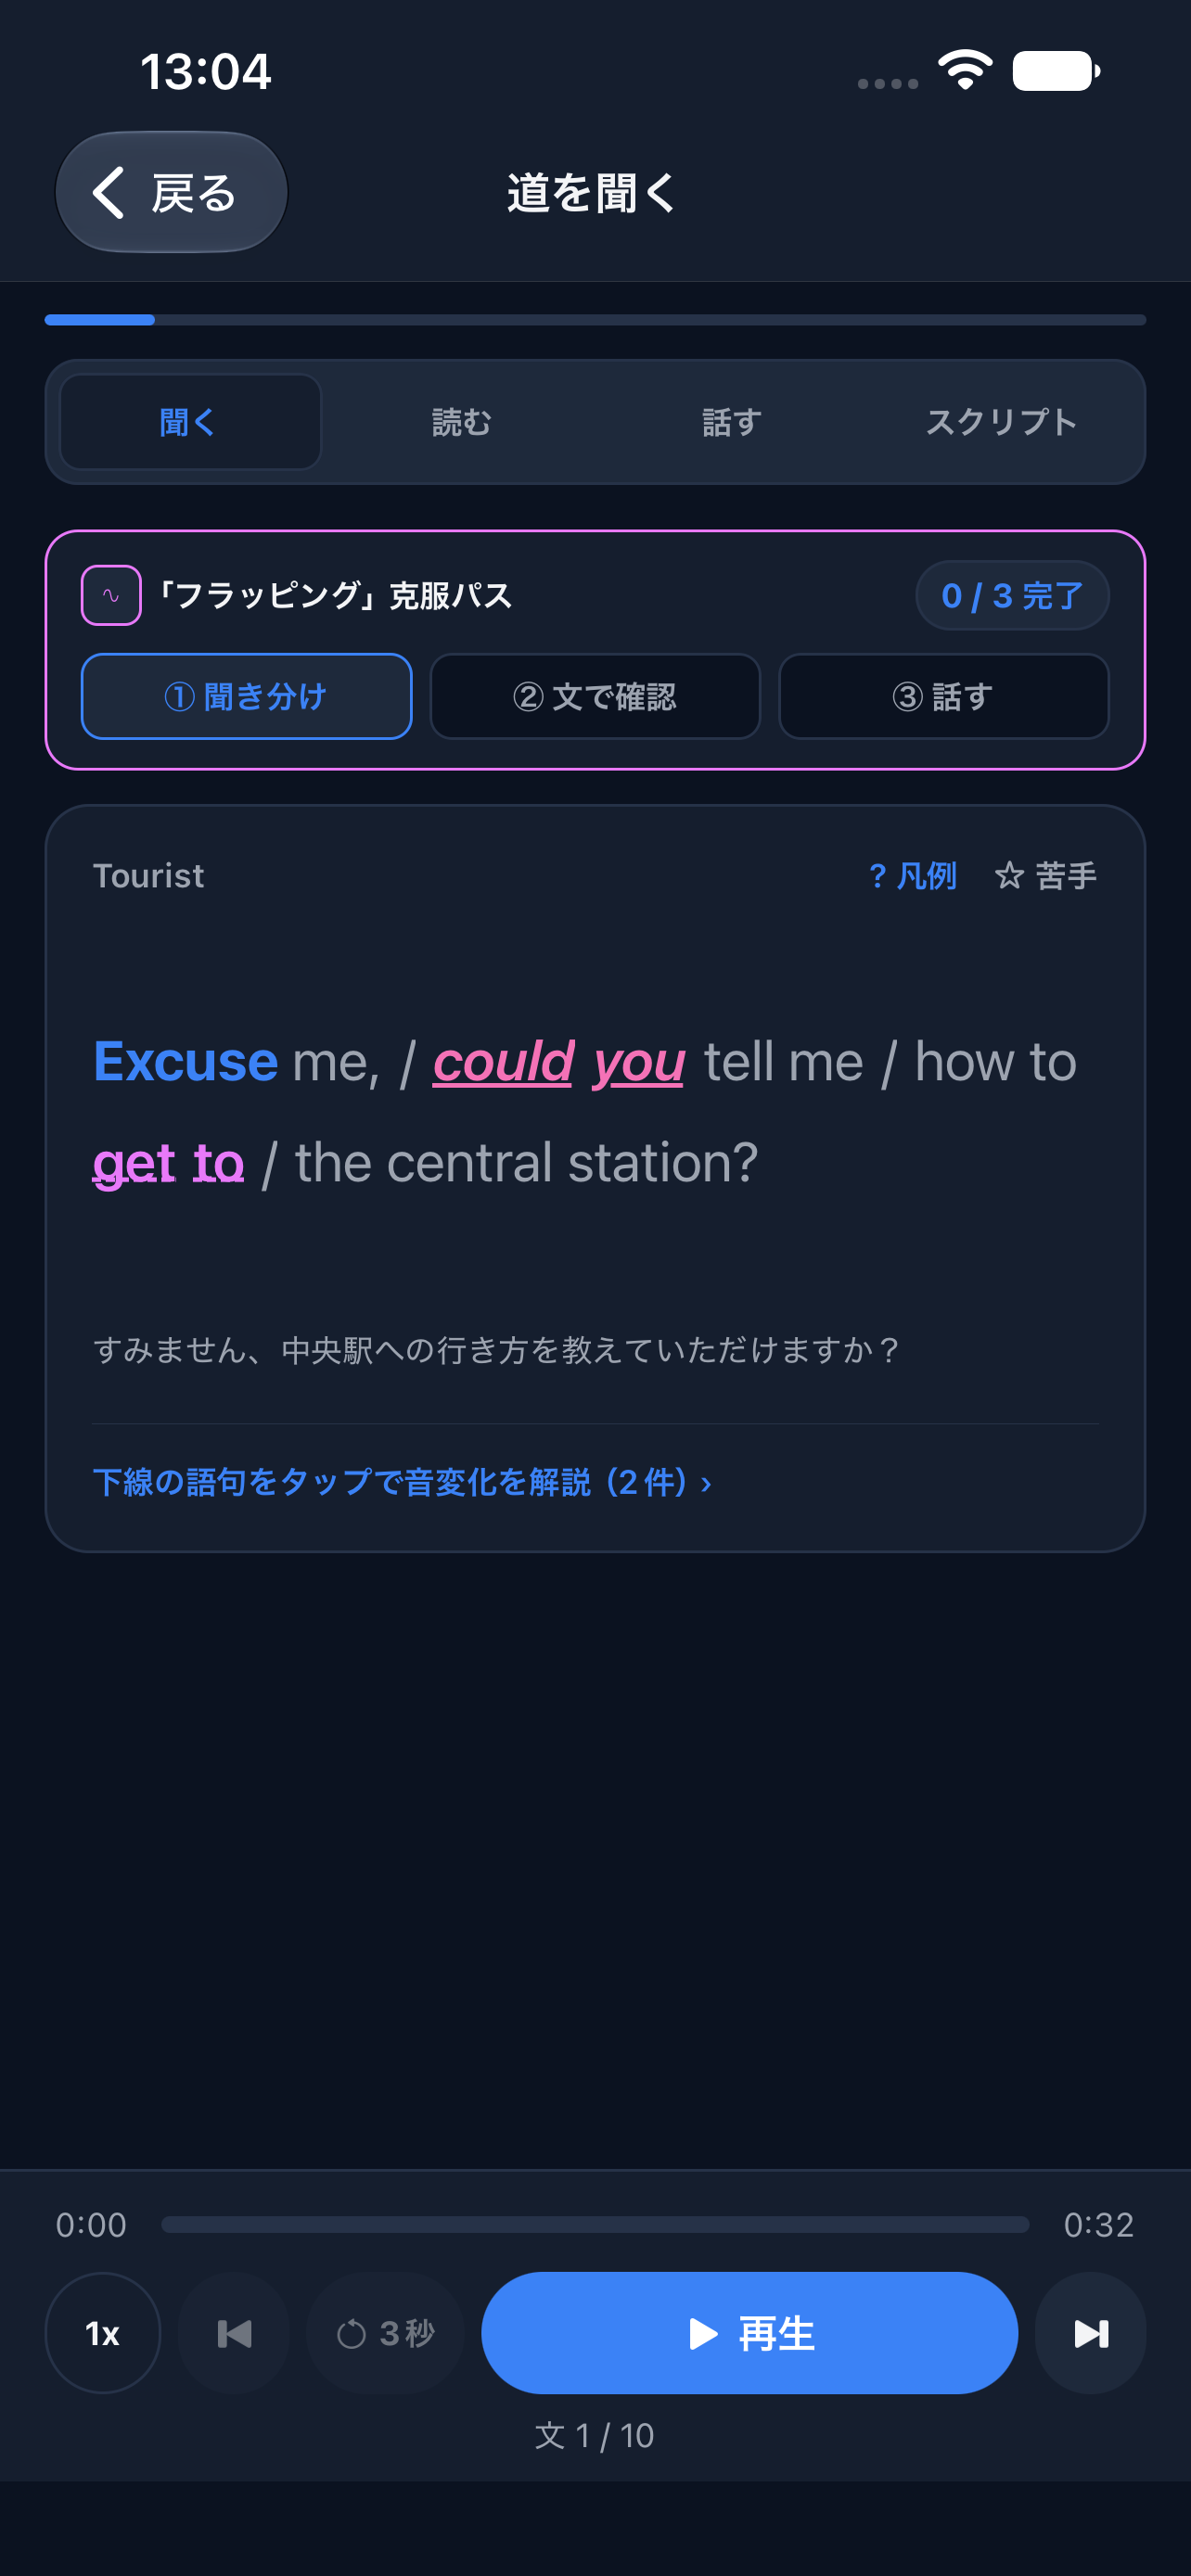 13:04
戻る
道を聞く
聞く 読む 話す スクリプト
「フラッピング」克服パス 0 / 3 完了
① 聞き分け ② 文で確認 ③ 話す
Tourist ? 凡例 ☆ 苦手
Excuse me, / could you tell me / how to
get to / the central station?
すみません、中央駅への行き方を教えていただけますか？
下線の語句をタップで音変化を解説（2 件）›
0:00 0:32
1x 3 秒 再生
文 1 / 10